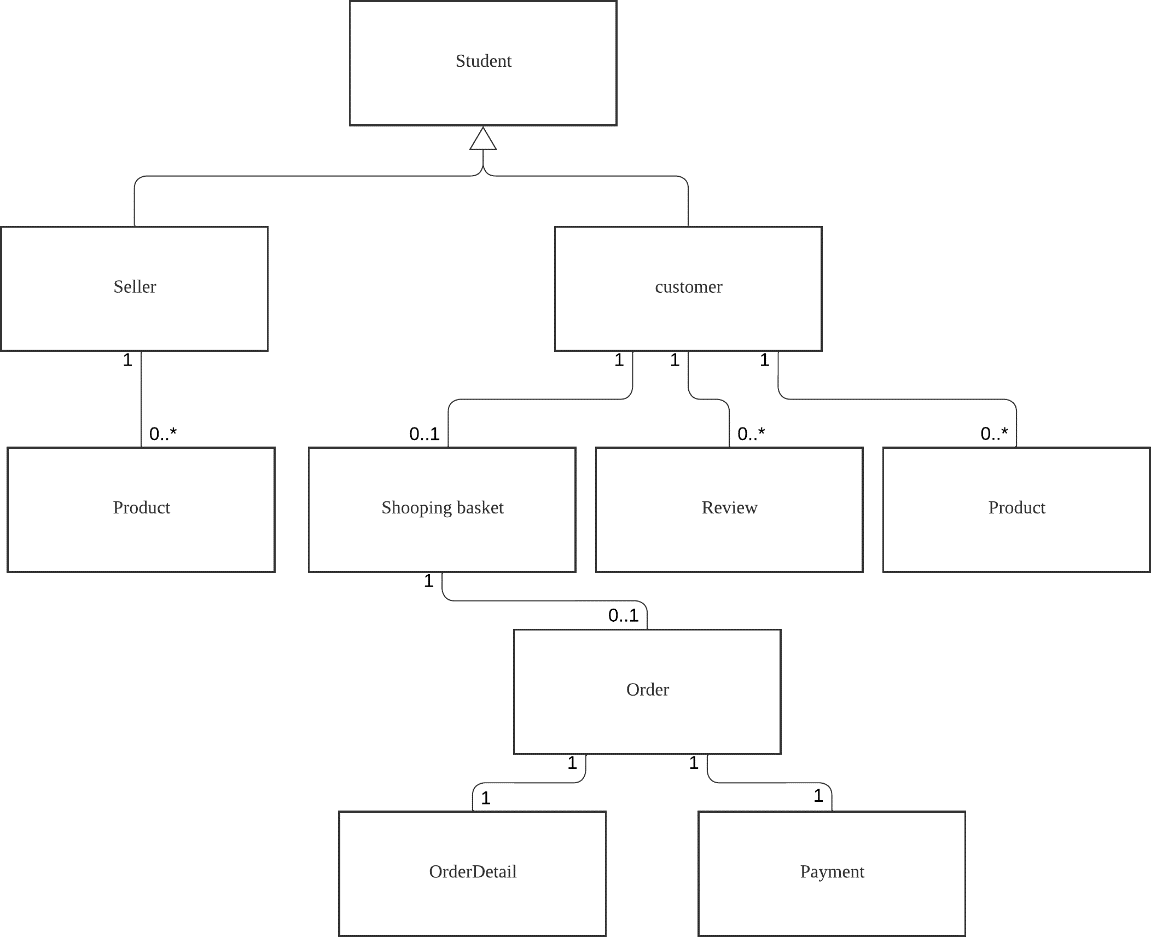 Student
Seller
customer
1
1
1
1
0..*
0..1
0..*
0..*
Product
Shooping basket
Review
Product
1
0..1
Order
1
1
1
1
OrderDetail
Payment